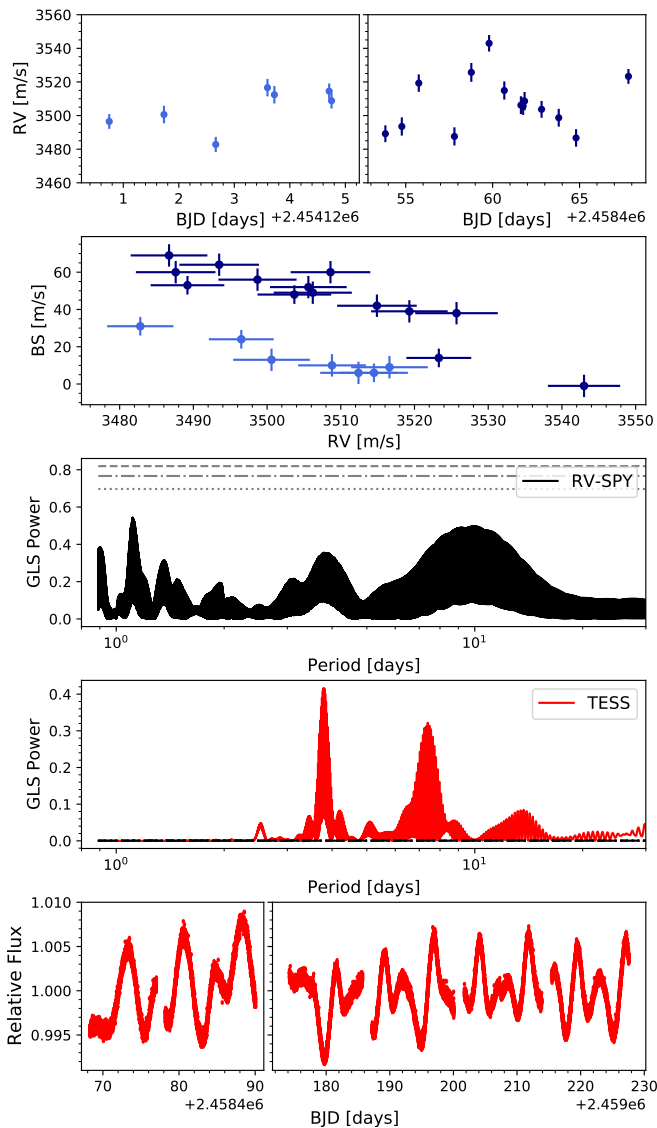 3560
3540
3520
3500
3480
3460
RV [m/s]
1 2 3 4 5
55 60 65
BJD [days] +2.45412e6
BJD [days] +2.4584e6
60
40
20
0
BS [m/s]
3480 3490 3500 3510 3520 3530 3540 3550
RV [m/s]
0.8
0.6
0.4
0.2
0.0
GLS Power
RV-SPY
10⁰ 10¹
Period [days]
0.4
0.3
0.2
0.1
0.0
GLS Power
TESS
10⁰ 10¹
Period [days]
1.010
1.005
1.000
0.995
Relative Flux
70 80 90
180 190 200 210 220 230
+2.4584e6
+2.459e6
BJD [days]